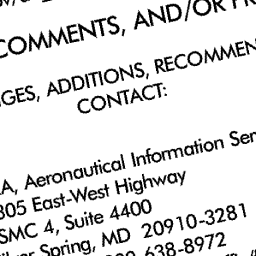 COMMENTS, AND/OR
GES, ADDITIONS, RECOMMEN
CONTACT:
A, Aeronautical Information Ser
305 East-West Highway
SMC 4, Suite 4400
Spring, MD 20910-3281
638-8972